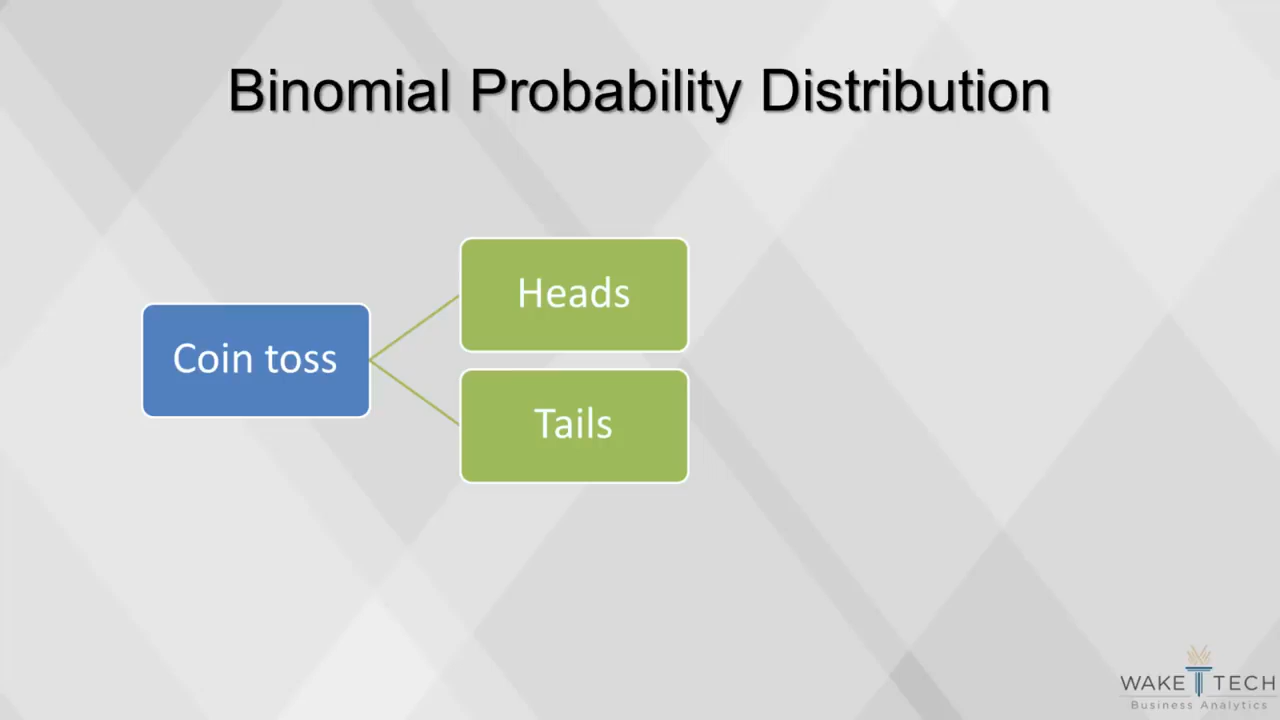 Binomial Probability Distribution
Heads
Coin toss
Tails
WAKE TECH
Business Analytics